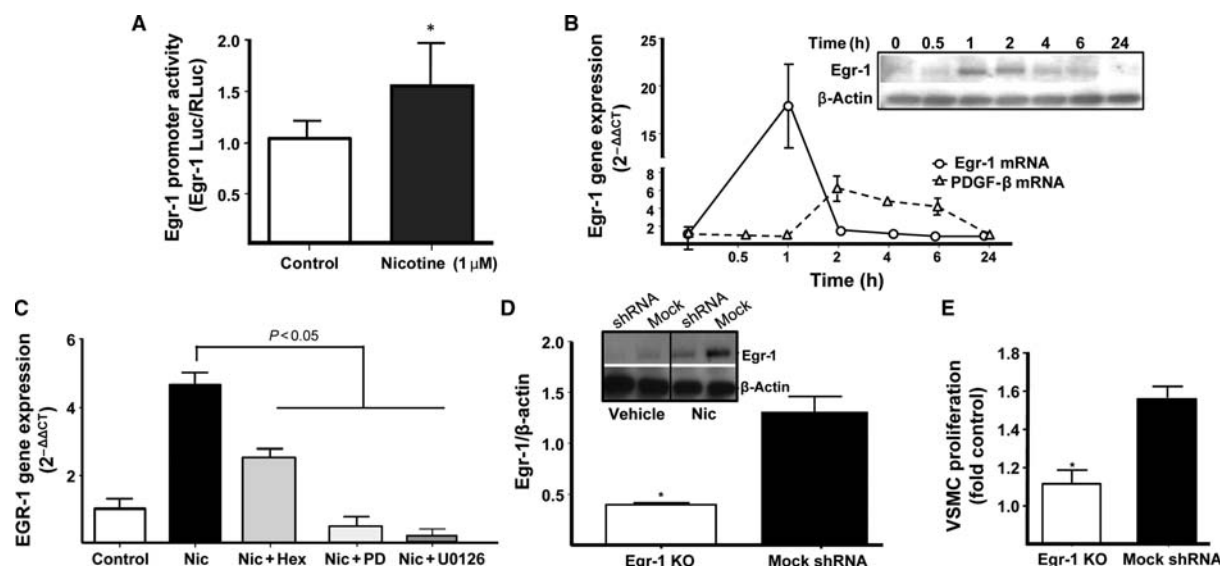 A
Egr-1 promoter activity
(Egr-1 Luc/RLuc)
2.0
1.5
1.0
0.5
*
Control
Nicotine (1 μM)
B
Egr-1 gene expression
(2−ΔΔCT)
25
20
15
10
8
6
4
2
0.5
1
2
4
6
24
Time (h)
Time (h)
0
0.5
1
2
4
6
24
Egr-1
β-Actin
Egr-1 mRNA
PDGF-β mRNA
C
EGR-1 gene expression
(2−ΔΔCT)
6
4
2
P < 0.05
Control
Nic
Nic + Hex
Nic + PD
Nic + U0126
D
Egr-1/β-actin
2.0
1.5
1.0
0.5
shRNA
Mock
shRNA
Mock
Egr-1
β-Actin
Vehicle
Nic
*
Egr-1 KO
Mock shRNA
E
VSMC proliferation
(fold control)
1.8
1.6
1.4
1.2
1.0
*
Egr-1 KO
Mock shRNA